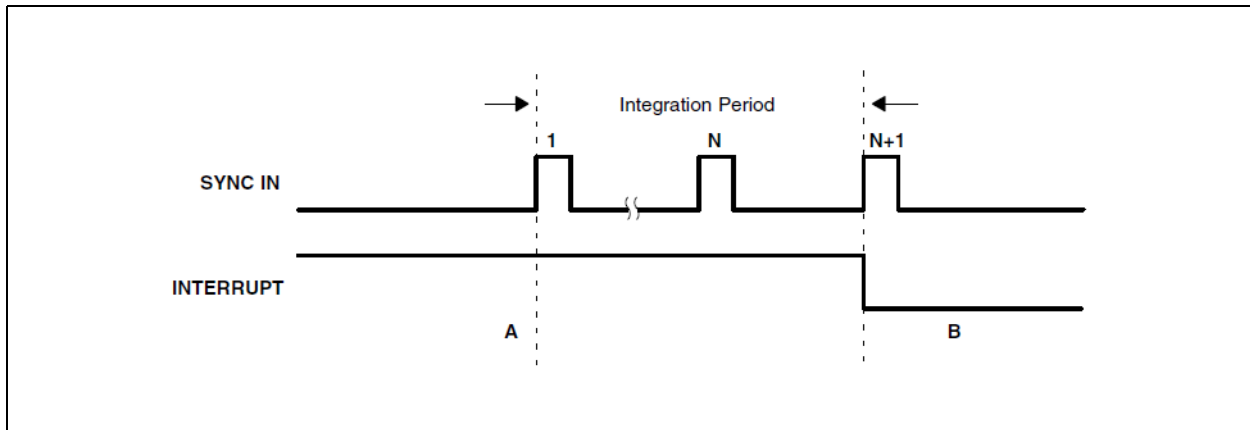 Integration Period
1 N N+1
SYNC IN
INTERRUPT
A B